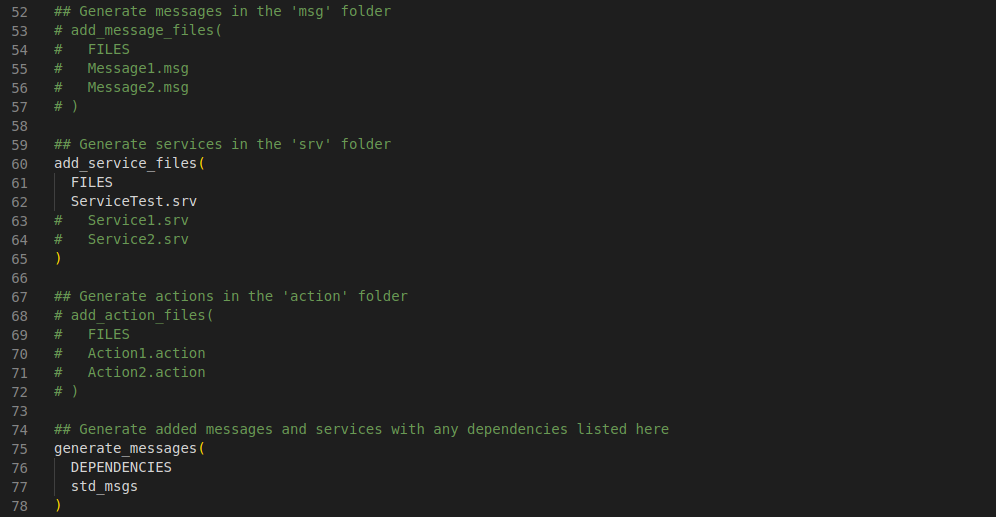 52 ## Generate messages in the 'msg' folder
53 # add_message_files(
54 #   FILES
55 #   Message1.msg
56 #   Message2.msg
57 # )
58
59 ## Generate services in the 'srv' folder
60 add_service_files(
61   FILES
62   ServiceTest.srv
63 #   Service1.srv
64 #   Service2.srv
65 )
66
67 ## Generate actions in the 'action' folder
68 # add_action_files(
69 #   FILES
70 #   Action1.action
71 #   Action2.action
72 # )
73
74 ## Generate added messages and services with any dependencies listed here
75 generate_messages(
76   DEPENDENCIES
77   std_msgs
78 )